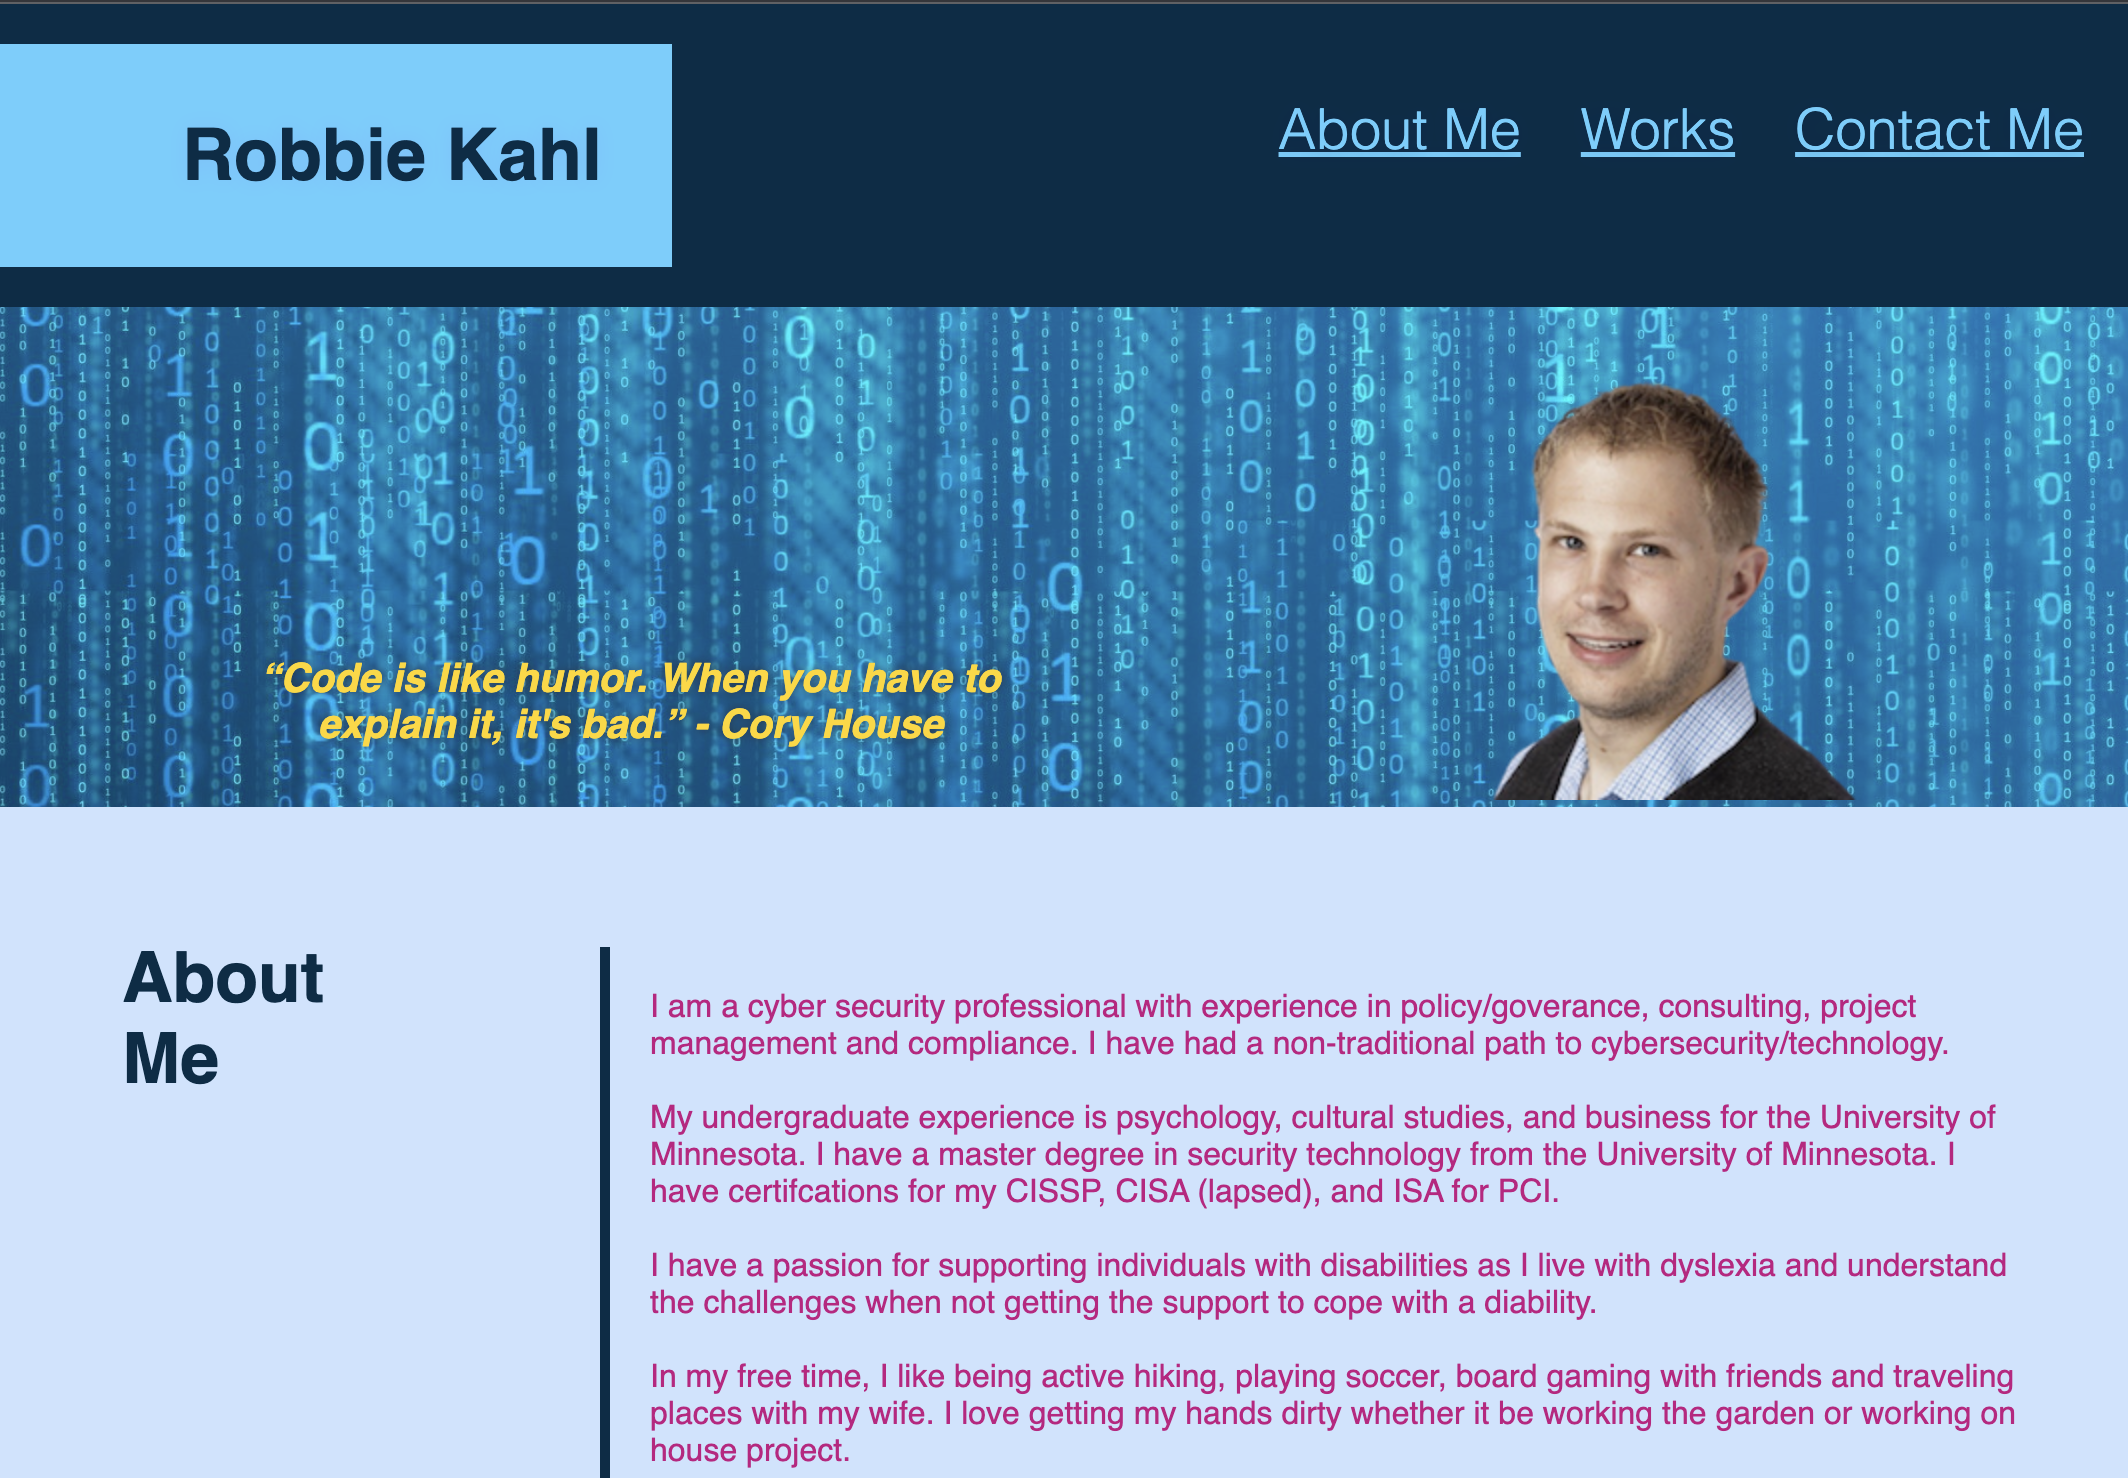 Robbie Kahl
About Me Works Contact Me
“Code is like humor. When you have to
explain it, it's bad.” - Cory House
About
Me
I am a cyber security professional with experience in policy/goverance, consulting, project
management and compliance. I have had a non-traditional path to cybersecurity/technology.
My undergraduate experience is psychology, cultural studies, and business for the University of
Minnesota. I have a master degree in security technology from the University of Minnesota. I
have certifcations for my CISSP, CISA (lapsed), and ISA for PCI.
I have a passion for supporting individuals with disabilities as I live with dyslexia and understand
the challenges when not getting the support to cope with a diability.
In my free time, I like being active hiking, playing soccer, board gaming with friends and traveling
places with my wife. I love getting my hands dirty whether it be working the garden or working on
house project.